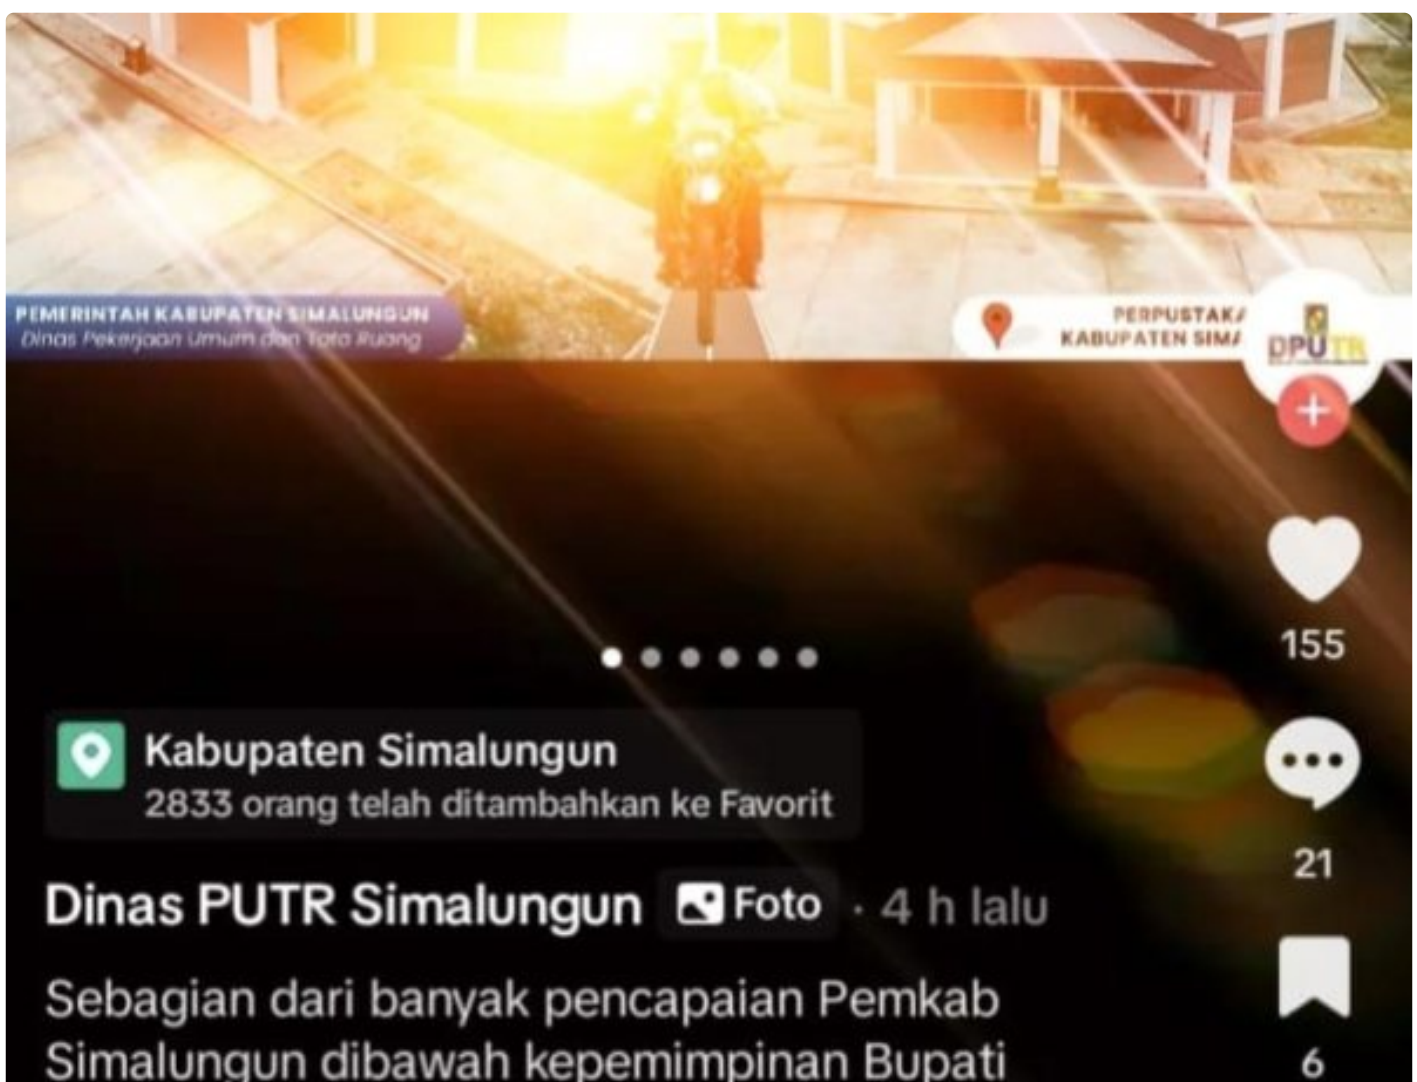 PEMERINTAH KABUPATEN SIMALUNGUN
Dinas Pekerjaan Umum dan Tata Ruang
PERPUSTAKA
KABUPATEN SIMA
DPUTR
155
Kabupaten Simalungun
2833 orang telah ditambahkan ke Favorit
21
Dinas PUTR Simalungun Foto · 4 h lalu
Sebagian dari banyak pencapaian Pemkab
Simalungun dibawah kepemimpinan Bupati
6